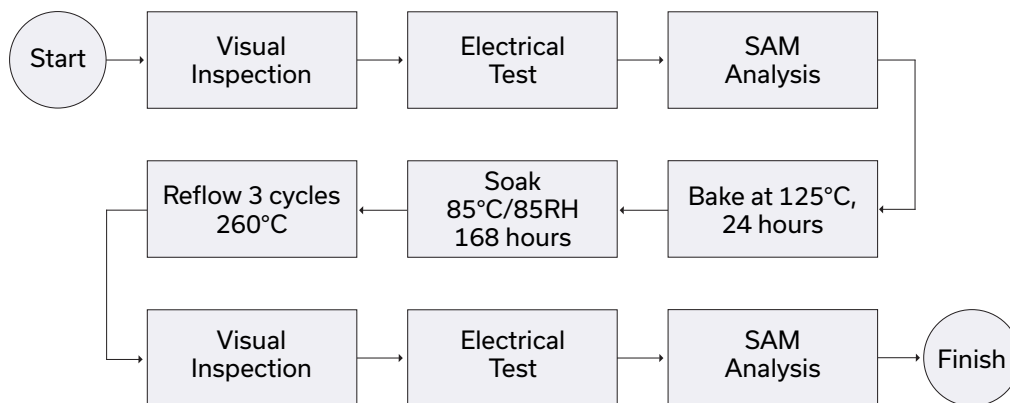 Start
Visual
Inspection
Electrical
Test
SAM
Analysis
Bake at 125°C,
24 hours
Soak
85°C/85RH
168 hours
Reflow 3 cycles
260°C
Visual
Inspection
Electrical
Test
SAM
Analysis
Finish